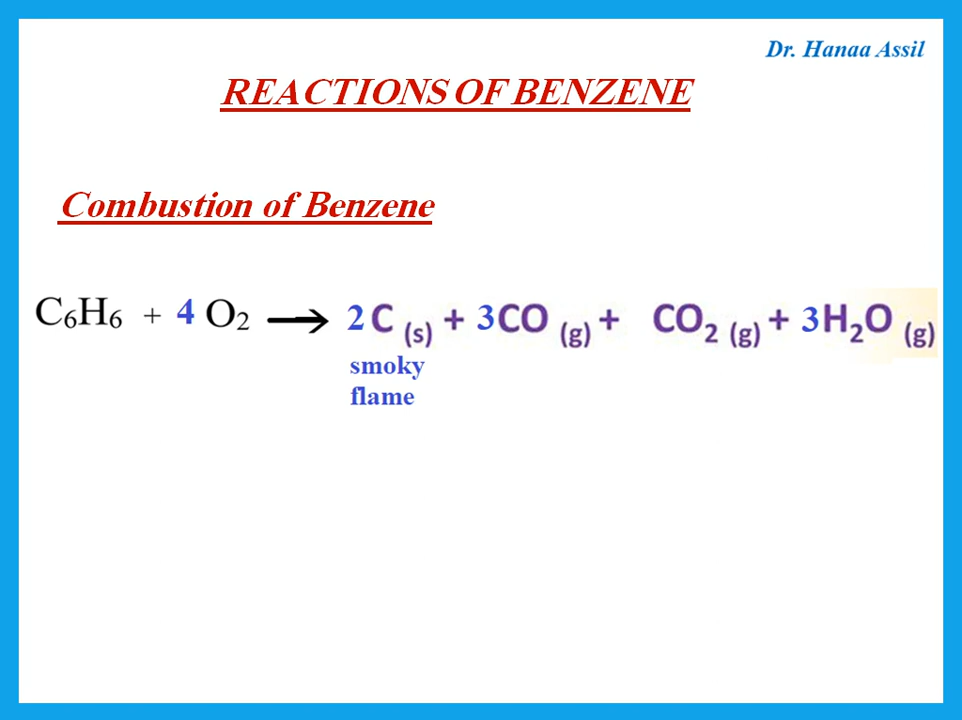 Dr. Hanaa Assil
REACTIONS OF BENZENE
Combustion of Benzene
C₆H₆ + 4 O₂ → 2 C (s) + 3CO (g) + CO₂ (g) + 3H₂O (g)
smoky
flame